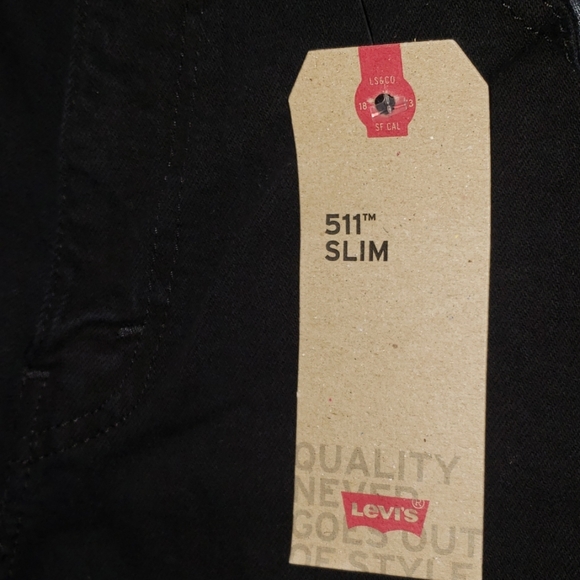 LS&CO
18 3
SF CAL
511™
SLIM
QUALITY
NEVER
Levi's®
GOES OUT
OF STYLE